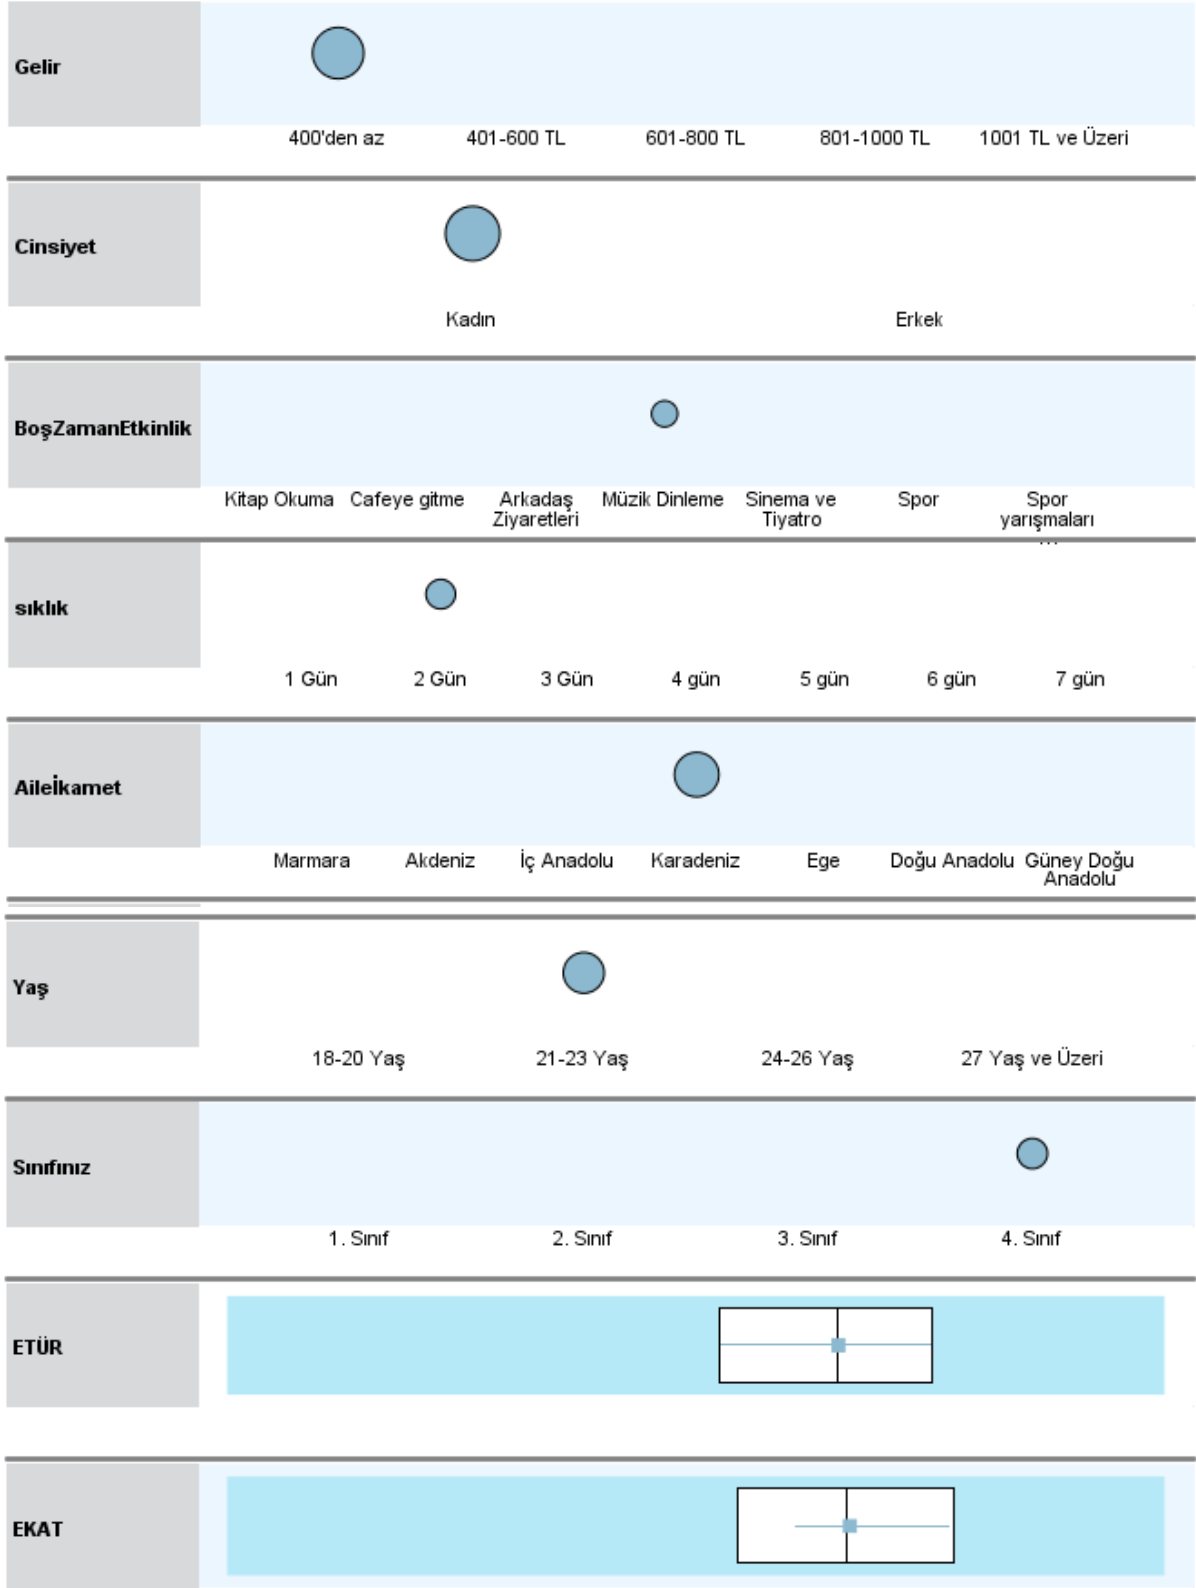 Gelir
400'den az 401-600 TL 601-800 TL 801-1000 TL 1001 TL ve Üzeri
Cinsiyet
Kadın Erkek
BoşZamanEtkinlik
Kitap Okuma Cafeye gitme Arkadaş Müzik Dinleme Sinema ve Spor Spor
Ziyaretleri Tiyatro yarışmaları
...
sıklık
1 Gün 2 Gün 3 Gün 4 gün 5 gün 6 gün 7 gün
Aileİkamet
Marmara Akdeniz İç Anadolu Karadeniz Ege Doğu Anadolu Güney Doğu
Anadolu
Yaş
18-20 Yaş 21-23 Yaş 24-26 Yaş 27 Yaş ve Üzeri
Sınıfınız
1. Sınıf 2. Sınıf 3. Sınıf 4. Sınıf
ETÜR
EKAT